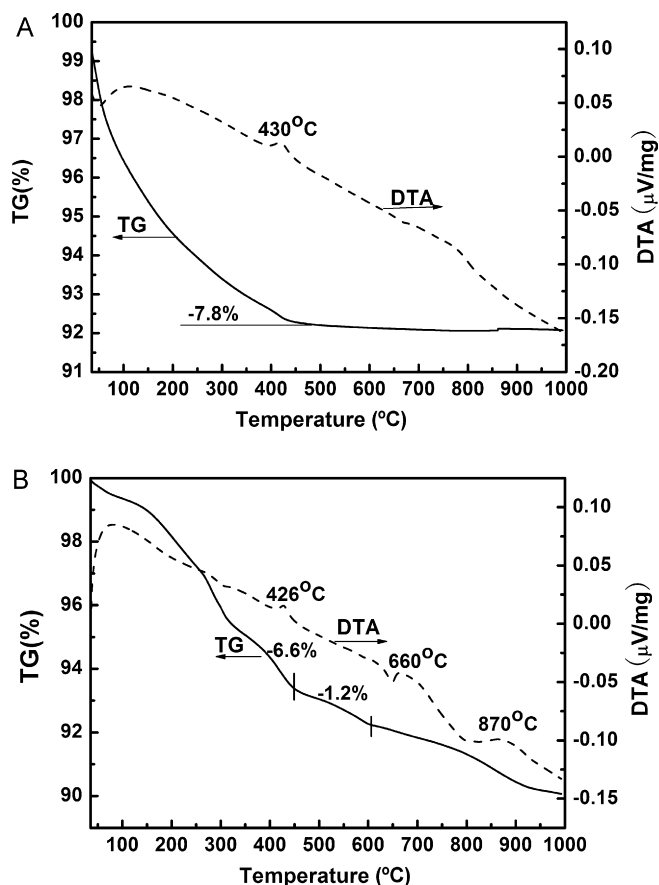 A
100
99
98
97
96
95
94
93
92
91
TG(%)
0.10
0.05
0.00
-0.05
-0.10
-0.15
-0.20
DTA (μV/mg)
430°C
DTA
TG
-7.8%
100 200 300 400 500 600 700 800 900 1000
Temperature (ºC)
B
100
98
96
94
92
90
TG(%)
0.10
0.05
0.00
-0.05
-0.10
-0.15
DTA (μV/mg)
426°C
DTA
TG
-6.6%
660°C
-1.2%
870°C
100 200 300 400 500 600 700 800 900 1000
Temperature (ºC)